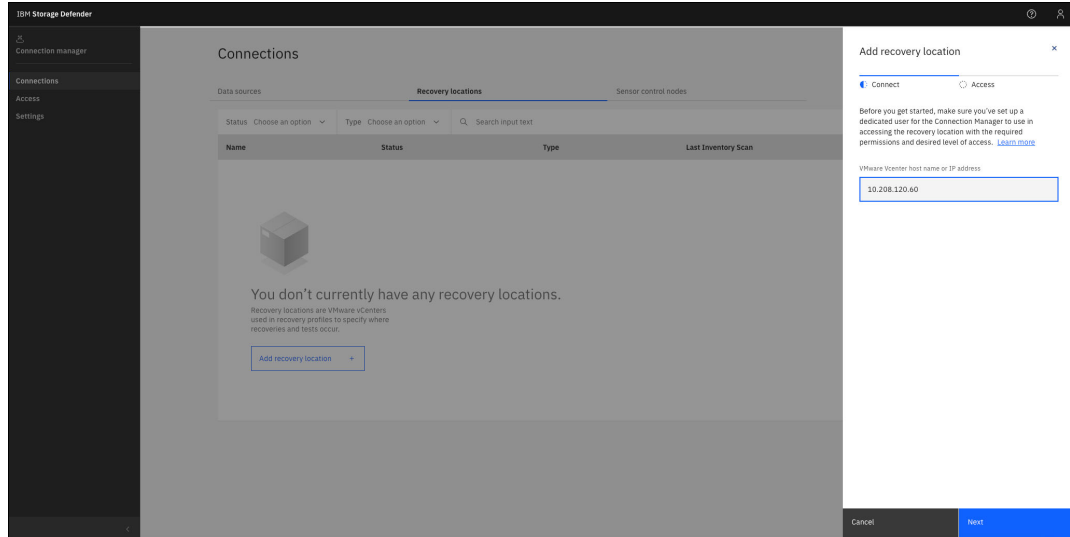 IBM Storage Defender
Connection manager
Connections
Access
Settings
Connections
Data sources
Recovery locations
Sensor control nodes
Status Choose an option
Type Choose an option
Search input text
Name Status Type Last Inventory Scan
You don't currently have any recovery locations.
Recovery locations are VMware vCenters
used in recovery profiles to specify where
recoveries and tests occur.
Add recovery location +
Add recovery location
Connect
Access
Before you get started, make sure you've set up a
dedicated user for the Connection Manager to use in
accessing the recovery location with the required
permissions and desired level of access. Learn more
VMware Vcenter host name or IP address
10.208.120.60
Cancel
Next